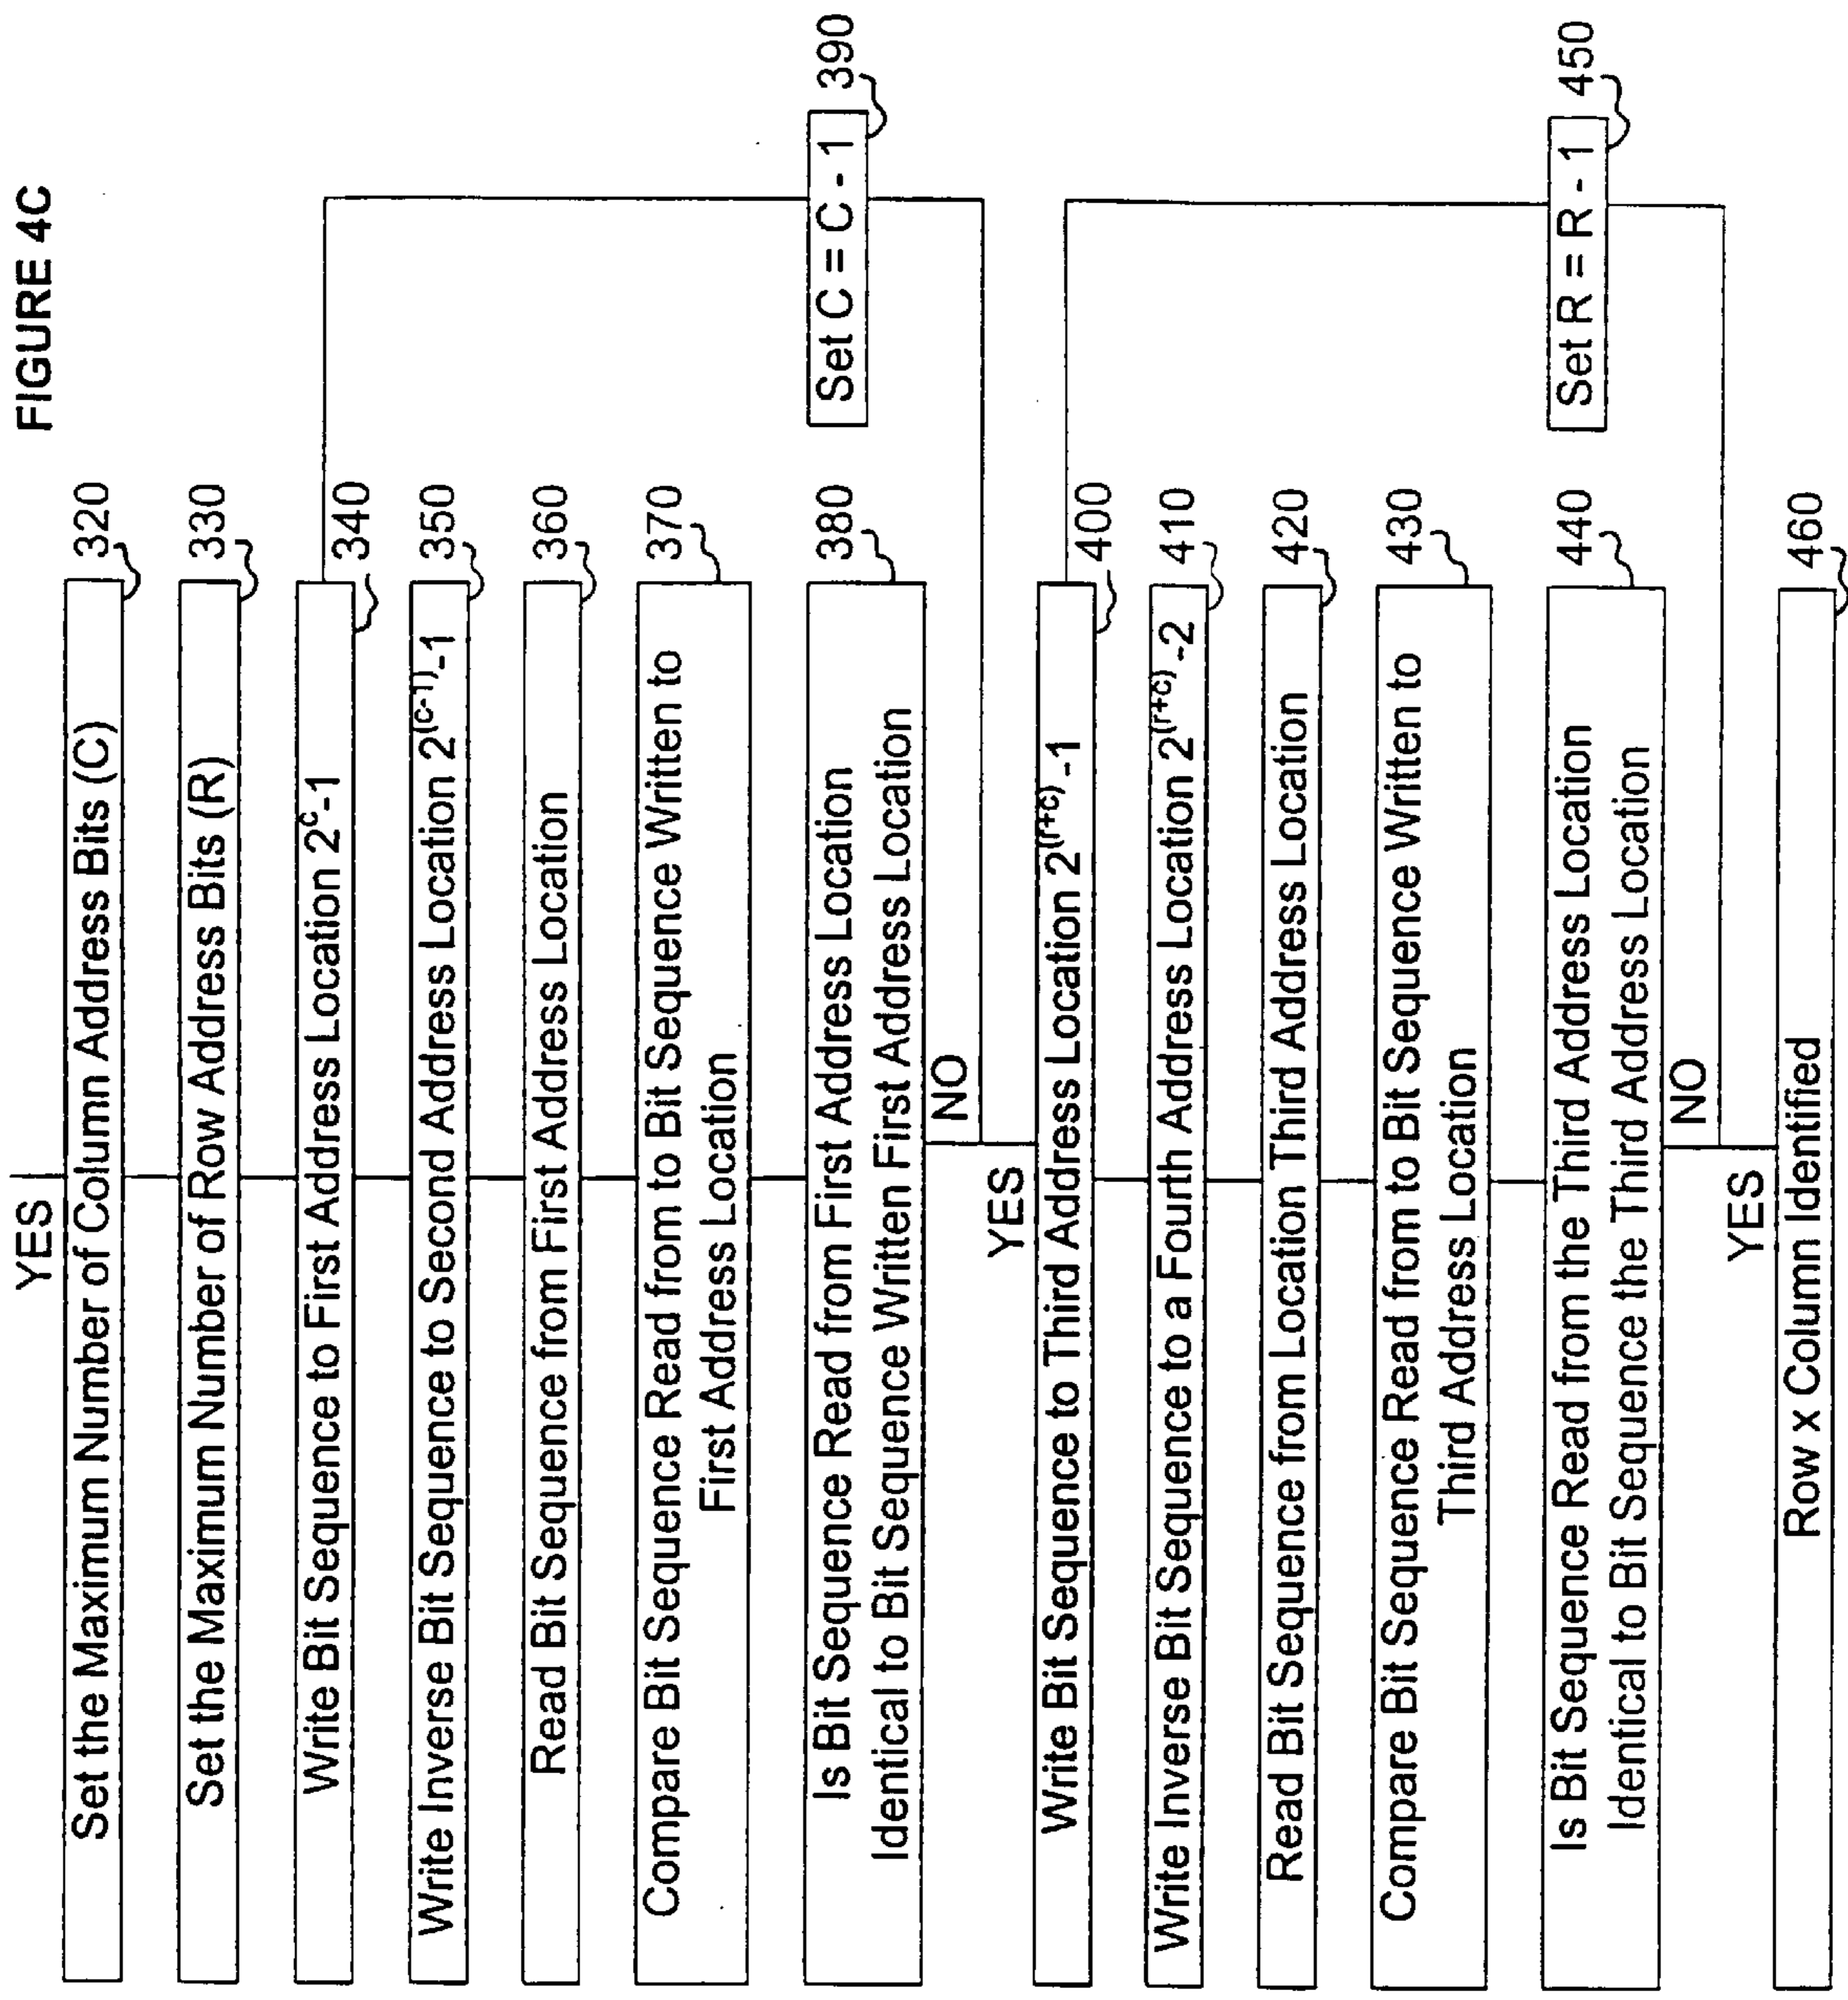 FIGURE 4C
YES
Set the Maximum Number of Column Address Bits (C)
320
Set the Maximum Number of Row Address Bits (R)
330
Write Bit Sequence to First Address Location 2^c-1
340
Write Inverse Bit Sequence to Second Address Location 2^(c-1)-1
350
Read Bit Sequence from First Address Location
360
Compare Bit Sequence Read from to Bit Sequence Written to
First Address Location
370
Is Bit Sequence Read from First Address Location
Identical to Bit Sequence Written First Address Location
380
Set C = C - 1
390
NO
YES
Write Bit Sequence to Third Address Location 2^(r+c)-1
400
Write Inverse Bit Sequence to a Fourth Address Location 2^(r+c)-2
410
Read Bit Sequence from Location Third Address Location
420
Compare Bit Sequence Read from to Bit Sequence Written to
Third Address Location
430
Is Bit Sequence Read from the Third Address Location
Identical to Bit Sequence the Third Address Location
440
Set R = R - 1
450
NO
YES
Row x Column Identified
460